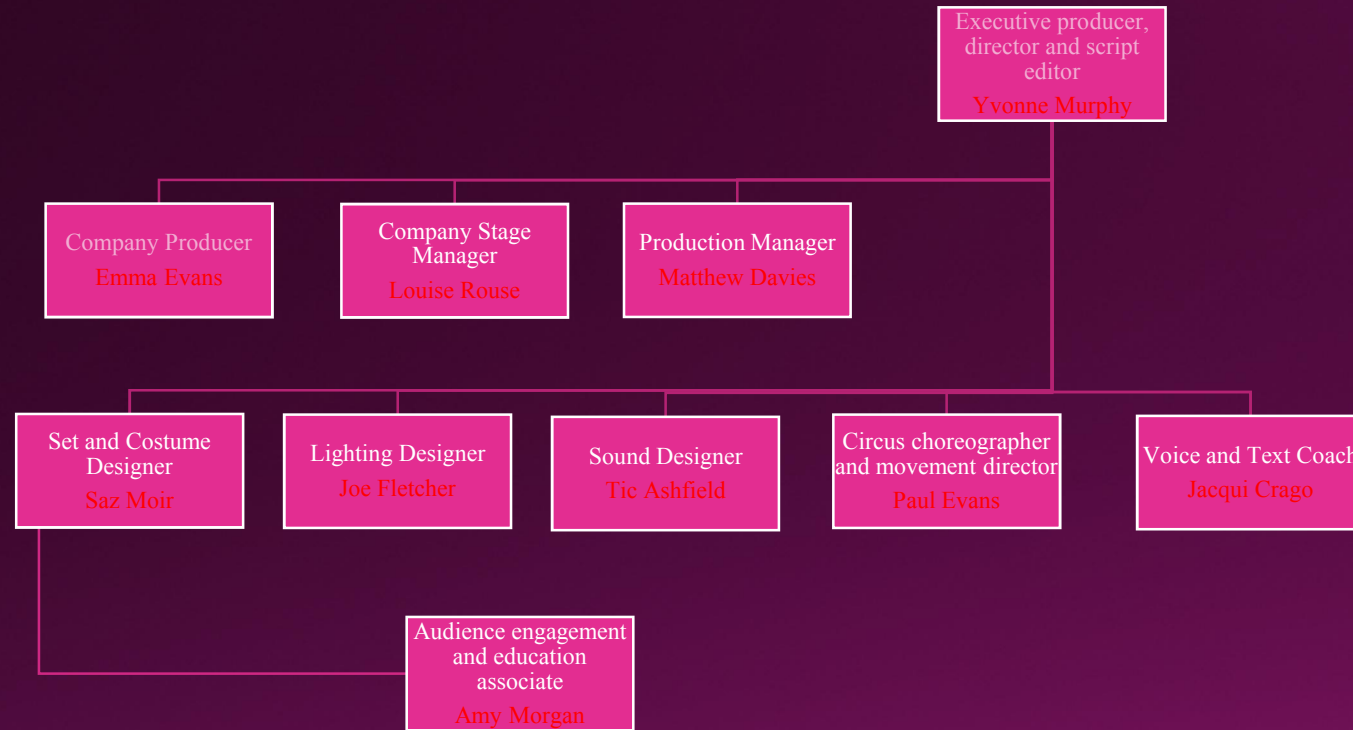 Executive producer,
director and script
editor
Yvonne Murphy
Company Producer
Emma Evans
Company Stage
Manager
Louise Rouse
Production Manager
Matthew Davies
Set and Costume
Designer
Saz Moir
Lighting Designer
Joe Fletcher
Sound Designer
Tic Ashfield
Circus choreographer
and movement director
Paul Evans
Voice and Text Coach
Jacqui Crago
Audience engagement
and education
associate
Amy Morgan